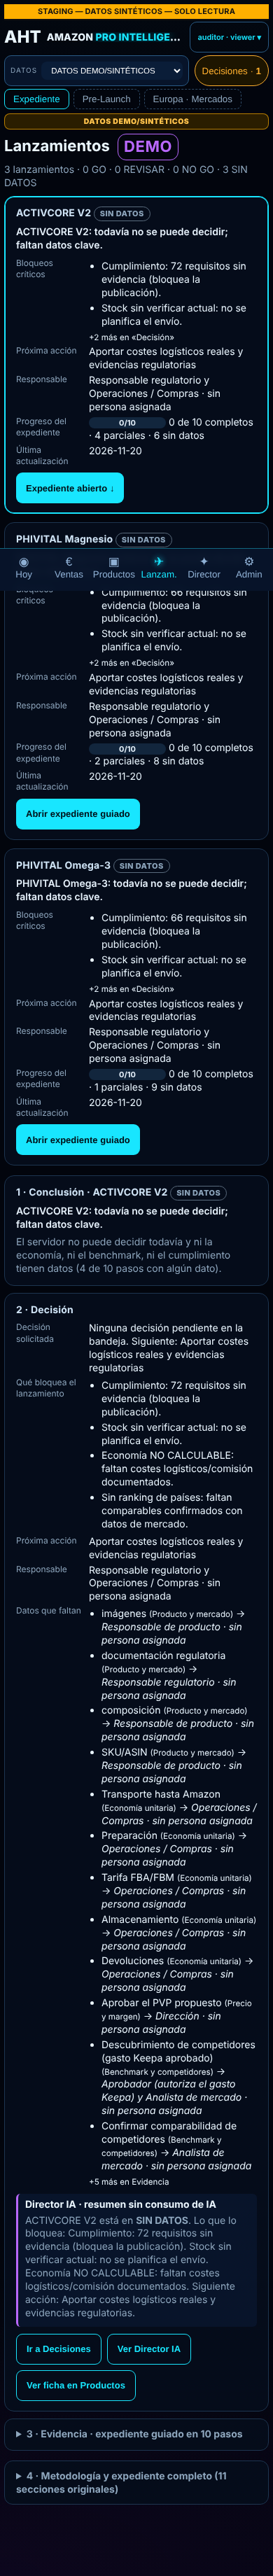 STAGING — DATOS SINTÉTICOS — SOLO LECTURA
AHT AMAZON PRO INTELLIGE...
auditor · viewer ▾
DATOS DATOS DEMO/SINTÉTICOS
Decisiones · 1
Expediente Pre-Launch Europa · Mercados
DATOS DEMO/SINTÉTICOS
Lanzamientos DEMO
3 lanzamientos · 0 GO · 0 REVISAR · 0 NO GO · 3 SIN
DATOS
ACTIVCORE V2 SIN DATOS
ACTIVCORE V2: todavía no se puede decidir;
faltan datos clave.
Bloqueos
críticos
• Cumplimiento: 72 requisitos sin
evidencia (bloquea la
publicación).
• Stock sin verificar actual: no se
planifica el envío.
+2 más en «Decisión»
Próxima acción
Aportar costes logísticos reales y
evidencias regulatorias
Responsable
Responsable regulatorio y
Operaciones / Compras · sin
persona asignada
Progreso del
expediente
0/10 0 de 10 completos
· 4 parciales · 6 sin datos
Última
actualización
2026-11-20
Expediente abierto ↓
PHIVITAL Magnesio SIN DATOS
◉ Hoy
€ Ventas
▣ Productos
✈ Lanzam.
✦ Director
⚙ Admin
críticos
• Cumplimiento: 66 requisitos sin
evidencia (bloquea la
publicación).
• Stock sin verificar actual: no se
planifica el envío.
+2 más en «Decisión»
Próxima acción
Aportar costes logísticos reales y
evidencias regulatorias
Responsable
Responsable regulatorio y
Operaciones / Compras · sin
persona asignada
Progreso del
expediente
0/10 0 de 10 completos
· 2 parciales · 8 sin datos
Última
actualización
2026-11-20
Abrir expediente guiado
PHIVITAL Omega-3 SIN DATOS
PHIVITAL Omega-3: todavía no se puede decidir;
faltan datos clave.
Bloqueos
críticos
• Cumplimiento: 66 requisitos sin
evidencia (bloquea la
publicación).
• Stock sin verificar actual: no se
planifica el envío.
+2 más en «Decisión»
Próxima acción
Aportar costes logísticos reales y
evidencias regulatorias
Responsable
Responsable regulatorio y
Operaciones / Compras · sin
persona asignada
Progreso del
expediente
0/10 0 de 10 completos
· 1 parciales · 9 sin datos
Última
actualización
2026-11-20
Abrir expediente guiado
1 · Conclusión · ACTIVCORE V2 SIN DATOS
ACTIVCORE V2: todavía no se puede decidir;
faltan datos clave.
El servidor no puede decidir todavía y ni la
economía, ni el benchmark, ni el cumplimiento
tienen datos (4 de 10 pasos con algún dato).
2 · Decisión
Decisión
solicitada
Ninguna decisión pendiente en la
bandeja. Siguiente: Aportar costes
logísticos reales y evidencias
regulatorias
Qué bloquea el
lanzamiento
• Cumplimiento: 72 requisitos sin
evidencia (bloquea la
publicación).
• Stock sin verificar actual: no se
planifica el envío.
• Economía NO CALCULABLE:
faltan costes logísticos/comisión
documentados.
• Sin ranking de países: faltan
comparables confirmados con
datos de mercado.
Próxima acción
Aportar costes logísticos reales y
evidencias regulatorias
Responsable
Responsable regulatorio y
Operaciones / Compras · sin
persona asignada
Datos que faltan
• imágenes (Producto y mercado) →
Responsable de producto · sin
persona asignada
• documentación regulatoria
(Producto y mercado) →
Responsable regulatorio · sin
persona asignada
• composición (Producto y mercado)
→ Responsable de producto · sin
persona asignada
• SKU/ASIN (Producto y mercado) →
Responsable de producto · sin
persona asignada
• Transporte hasta Amazon
(Economía unitaria) → Operaciones /
Compras · sin persona asignada
• Preparación (Economía unitaria) →
Operaciones / Compras · sin
persona asignada
• Tarifa FBA/FBM (Economía unitaria)
→ Operaciones / Compras · sin
persona asignada
• Almacenamiento (Economía unitaria)
→ Operaciones / Compras · sin
persona asignada
• Devoluciones (Economía unitaria) →
Operaciones / Compras · sin
persona asignada
• Aprobar el PVP propuesto (Precio
y margen) → Dirección · sin
persona asignada
• Descubrimiento de competidores
(gasto Keepa aprobado)
(Benchmark y competidores) →
Aprobador (autoriza el gasto
Keepa) y Analista de mercado ·
sin persona asignada
• Confirmar comparabilidad de
competidores (Benchmark y
competidores) → Analista de
mercado · sin persona asignada
+5 más en Evidencia
Director IA · resumen sin consumo de IA
ACTIVCORE V2 está en SIN DATOS. Lo que lo
bloquea: Cumplimiento: 72 requisitos sin
evidencia (bloquea la publicación). Stock sin
verificar actual: no se planifica el envío.
Economía NO CALCULABLE: faltan costes
logísticos/comisión documentados. Siguiente
acción: Aportar costes logísticos reales y
evidencias regulatorias.
Ir a Decisiones
Ver Director IA
Ver ficha en Productos
▶ 3 · Evidencia · expediente guiado en 10 pasos
▶ 4 · Metodología y expediente completo (11
secciones originales)